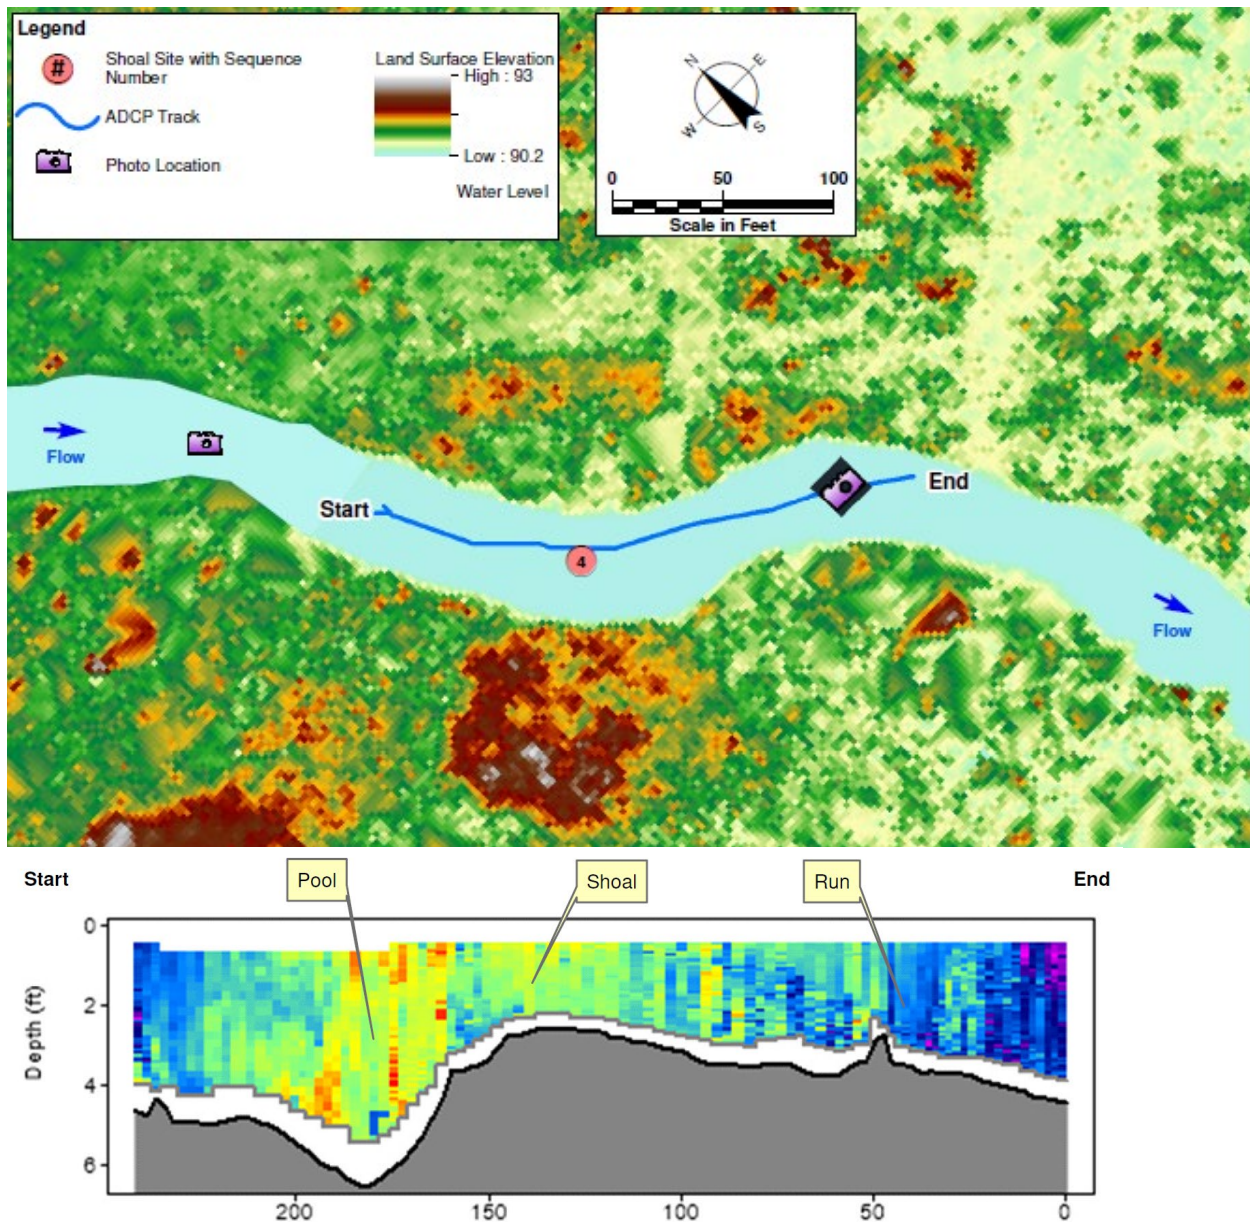 Legend
#
Shoal Site with Sequence
Number
ADCP Track
Photo Location
Land Surface Elevation
High : 93
Low : 90.2
Water Level
N
E
W
S
0 50 100
Scale in Feet
Flow
Start
End
4
Flow
Start
Pool
Shoal
Run
End
Depth (ft)
0
2
4
6
200 150 100 50 0